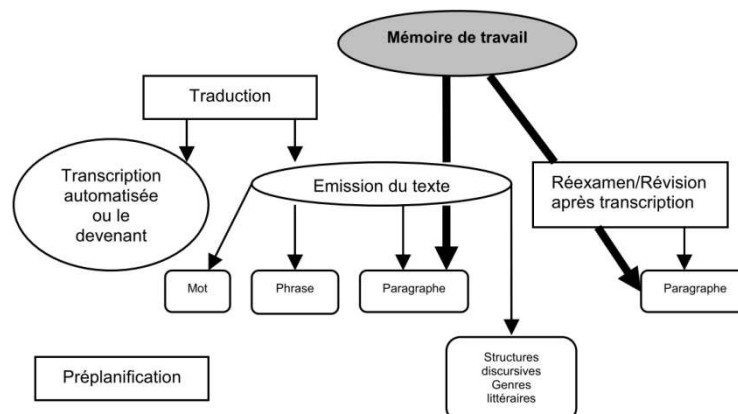 Mémoire de travail
Traduction
Transcription
automatisée
ou le
devenant
Emission du texte
Réexamen/Révision
après transcription
Mot
Phrase
Paragraphe
Paragraphe
Structures
discursives
Genres
littéraires
Préplanification